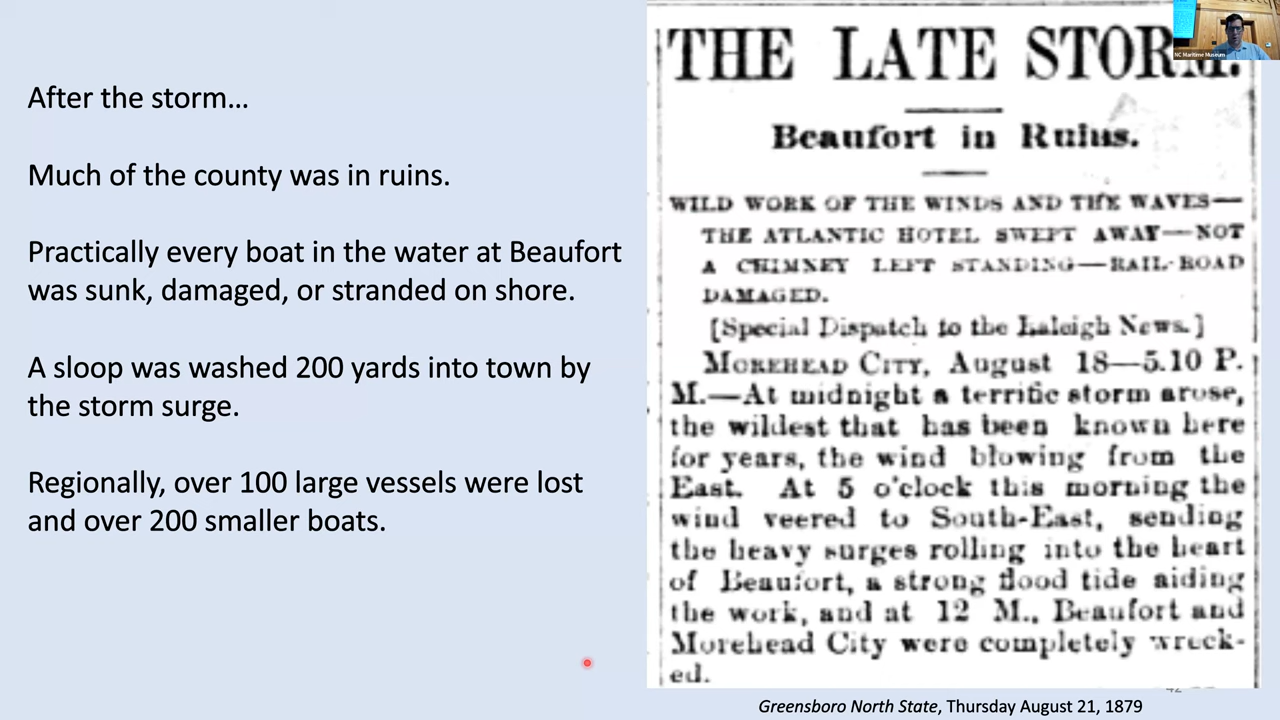 After the storm…
Much of the county was in ruins.
Practically every boat in the water at Beaufort
was sunk, damaged, or stranded on shore.
A sloop was washed 200 yards into town by
the storm surge.
Regionally, over 100 large vessels were lost
and over 200 smaller boats.
THE LATE STORM.
Beaufort in Ruins.
WILD WORK OF THE WINDS AND THE WAVES—
THE ATLANTIC HOTEL SWEPT AWAY—NOT
A CHIMNEY LEFT STANDING—RAIL-ROAD
DAMAGED.
[Special Dispatch to the Raleigh News.]
MOREHEAD CITY, August 18—5.10 P.
M.—At midnight a terrific storm arose,
the wildest that has been known here
for years, the wind blowing from the
East. At 5 o'clock this morning the
wind veered to South-East, sending
the heavy surges rolling into the heart
of Beaufort, a strong flood tide aiding
the work, and at 12 M., Beaufort and
Morehead City were completely wreck-
ed.
42
Greensboro North State, Thursday August 21, 1879
NC Maritime Museum